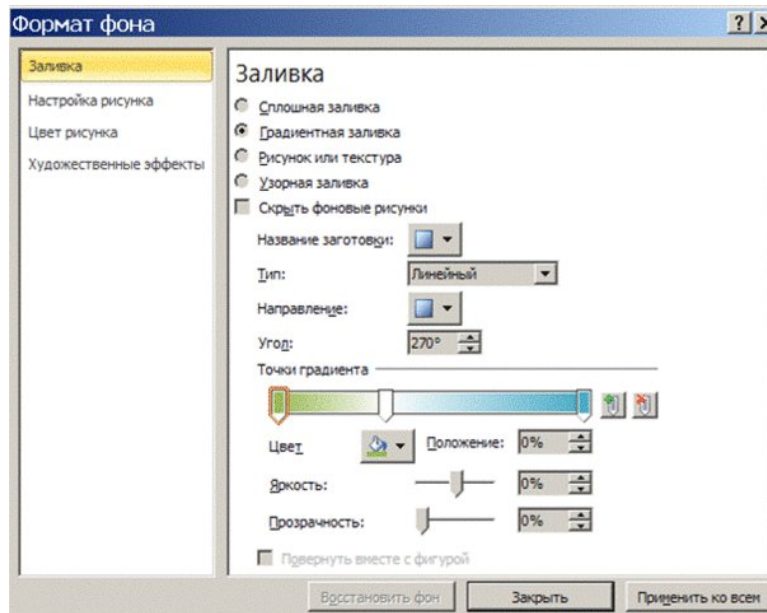 Формат фона
Заливка
Настройка рисунка
Цвет рисунка
Художественные эффекты
Заливка
Сплошная заливка
Градиентная заливка
Рисунок или текстура
Узорная заливка
Скрыть фоновые рисунки
Название заготовки:
Тип: Линейный
Направление:
Угол: 270°
Точки градиента
Цвет Положение: 0%
Яркость: 0%
Прозрачность: 0%
Повернуть вместе с фигурой
Восстановить фон Закрыть Применить ко всем